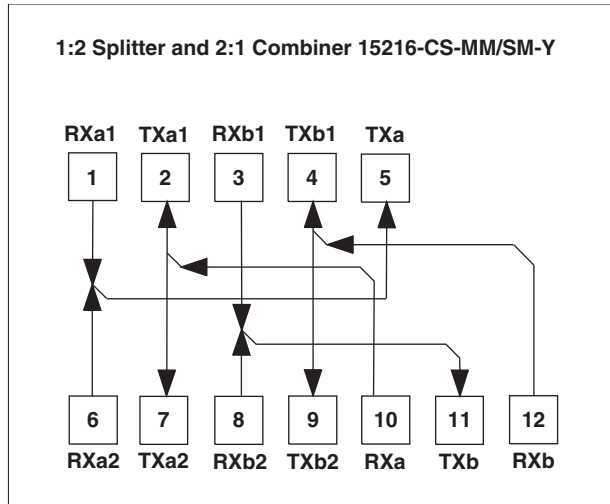 1:2 Splitter and 2:1 Combiner 15216-CS-MM/SM-Y
RXa1 TXa1 RXb1 TXb1 TXa
1 2 3 4 5
6 7 8 9 10 11 12
RXa2 TXa2 RXb2 TXb2 RXa TXb RXb